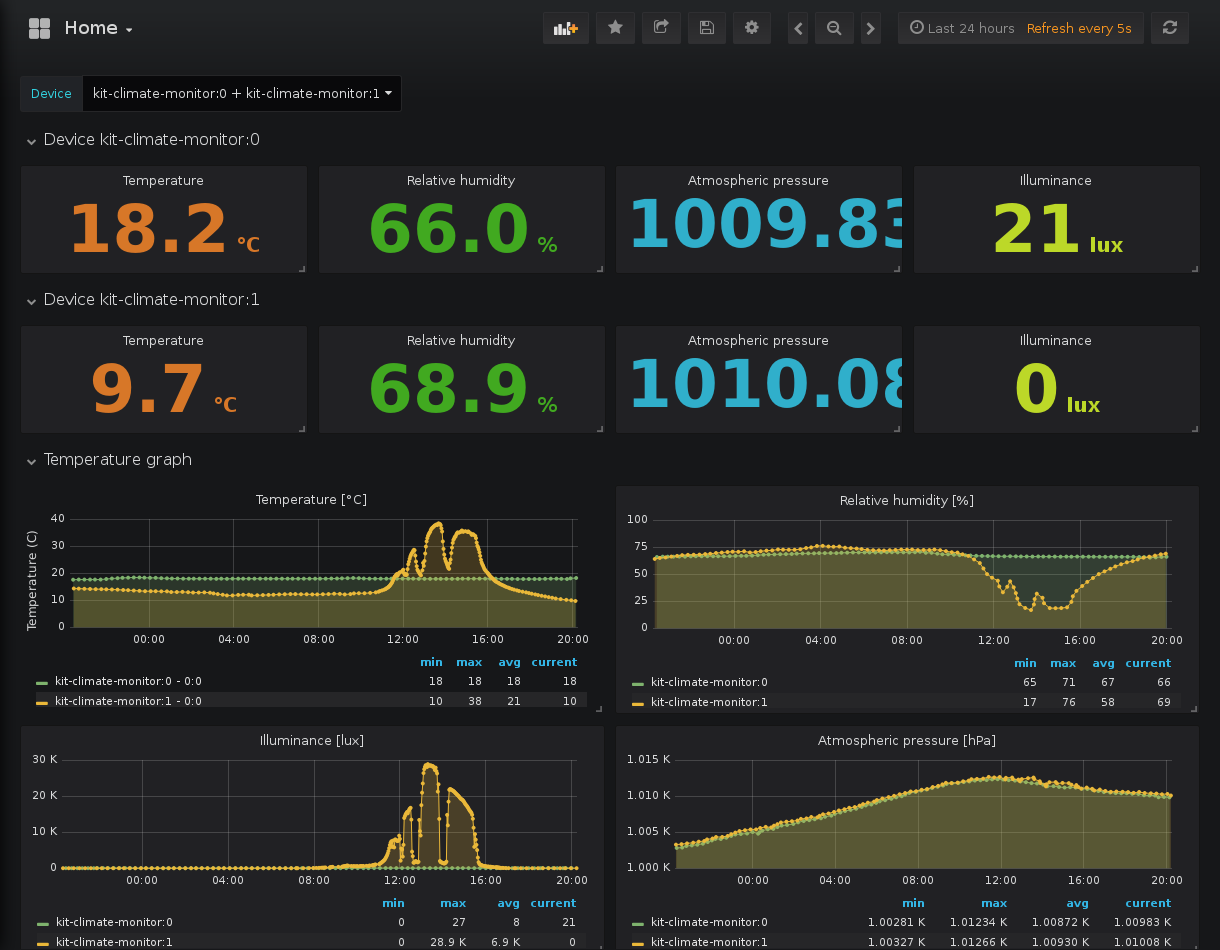 Home
Last 24 hours Refresh every 5s
Device kit-climate-monitor:0 + kit-climate-monitor:1
Device kit-climate-monitor:0
Temperature Relative humidity Atmospheric pressure Illuminance
18.2 °C 66.0 % 1009.83 21 lux
Device kit-climate-monitor:1
Temperature Relative humidity Atmospheric pressure Illuminance
9.7 °C 68.9 % 1010.08 0 lux
Temperature graph
Temperature [°C]
Temperature (C)
40
30
20
10
0
00:00 04:00 08:00 12:00 16:00 20:00
min max avg current
kit-climate-monitor:0 - 0:0 18 18 18 18
kit-climate-monitor:1 - 0:0 10 38 21 10
Relative humidity [%]
100
75
50
25
0
00:00 04:00 08:00 12:00 16:00 20:00
min max avg current
kit-climate-monitor:0 65 71 67 66
kit-climate-monitor:1 17 76 58 69
Illuminance [lux]
30 K
20 K
10 K
0
00:00 04:00 08:00 12:00 16:00 20:00
min max avg current
kit-climate-monitor:0 0 27 8 21
kit-climate-monitor:1 0 28.9 K 6.9 K 0
Atmospheric pressure [hPa]
1.015 K
1.010 K
1.005 K
1.000 K
00:00 04:00 08:00 12:00 16:00 20:00
min max avg current
kit-climate-monitor:0 1.00281 K 1.01234 K 1.00872 K 1.00983 K
kit-climate-monitor:1 1.00327 K 1.01266 K 1.00930 K 1.01008 K